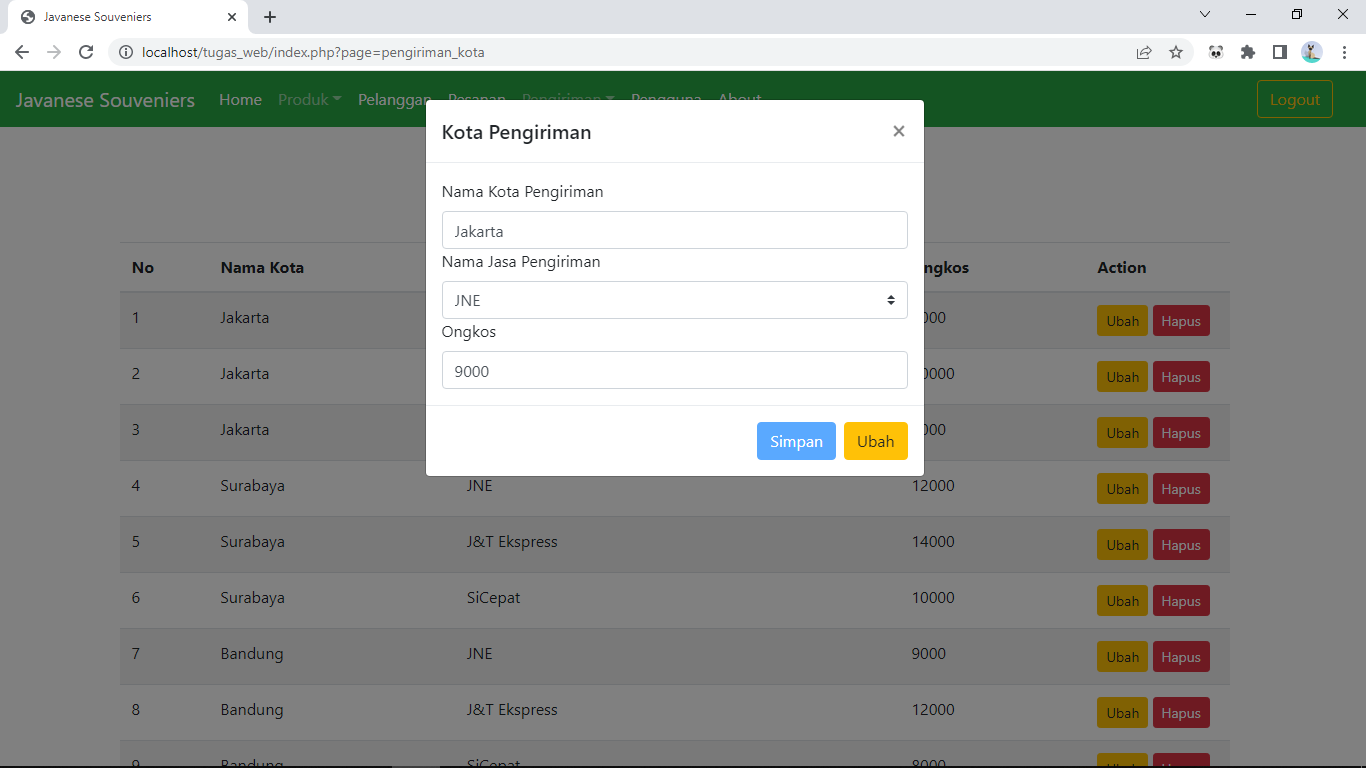 Javanese Souveniers
localhost/tugas_web/index.php?page=pengiriman_kota
Javanese Souveniers Home Produk Pelanggan Pesanan Pengiriman Pengguna About Logout
Kota Pengiriman ×
Nama Kota Pengiriman
Jakarta
Nama Jasa Pengiriman
JNE
Ongkos
9000
Simpan Ubah
No Nama Kota ngkos Action
1 Jakarta 000 Ubah Hapus
2 Jakarta 0000 Ubah Hapus
3 Jakarta 000 Ubah Hapus
4 Surabaya JNE 12000 Ubah Hapus
5 Surabaya J&T Ekspress 14000 Ubah Hapus
6 Surabaya SiCepat 10000 Ubah Hapus
7 Bandung JNE 9000 Ubah Hapus
8 Bandung J&T Ekspress 12000 Ubah Hapus
9 Bandung SiCepat 8000 Ubah Hapus